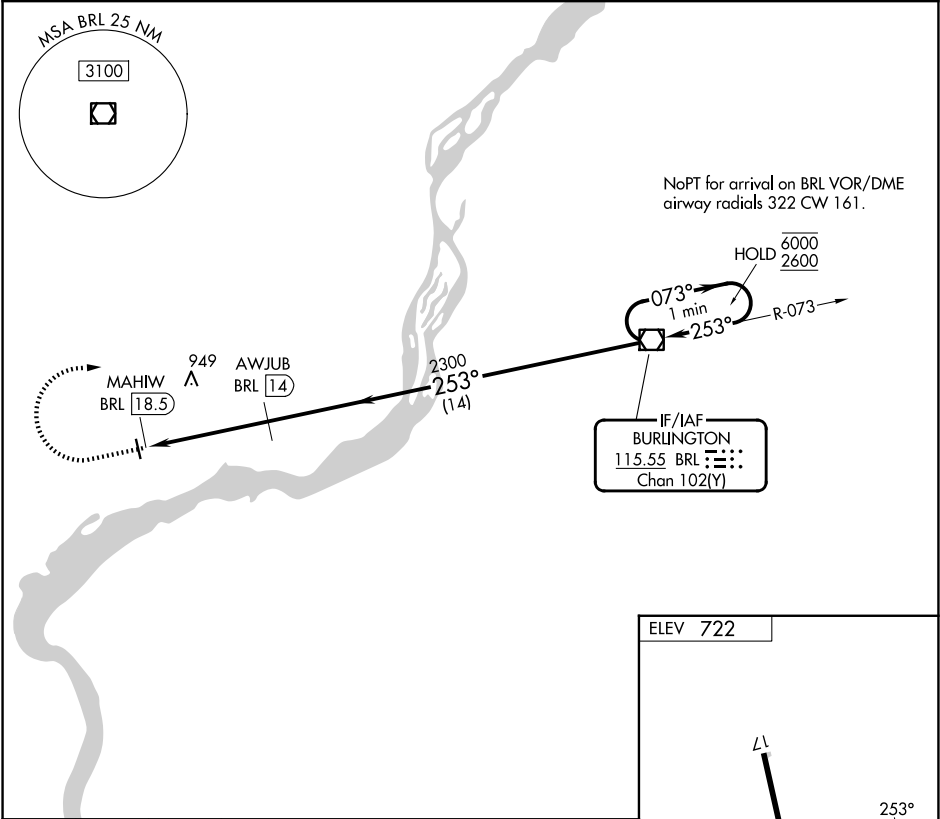 MSA BRL 25 NM
3100
NoPT for arrival on BRL VOR/DME
airway radials 322 CW 161.
HOLD 6000
2600
073°
1 min
253°
R-073
949
MAHIW
BRL 18.5
AWJUB
BRL 14
2300
253°
(14)
IF/IAF
BURLINGTON
115.55 BRL
Chan 102(Y)
ELEV 722
17
253°